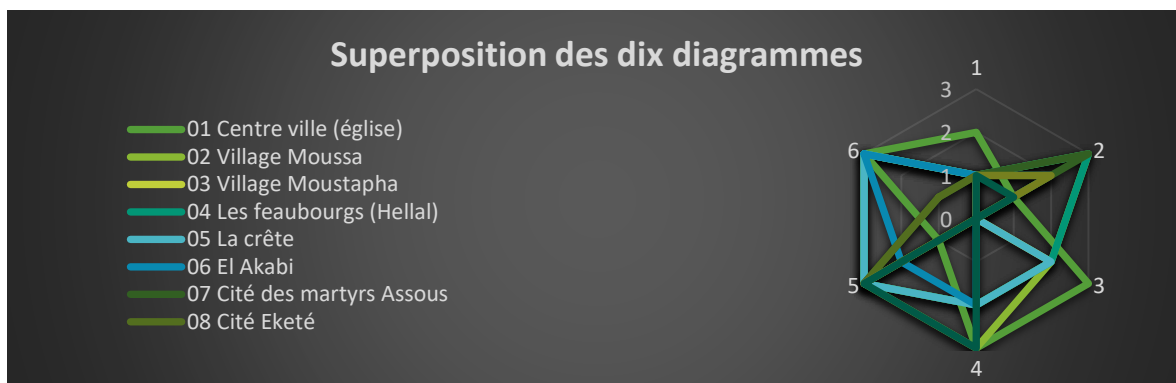 Superposition des dix diagrammes
01 Centre ville (église)
02 Village Moussa
03 Village Moustapha
04 Les feaubourgs (Hellal)
05 La crête
06 El Akabi
07 Cité des martyrs Assous
08 Cité Eketé
1
2
3
4
5
6
3
2
1
0